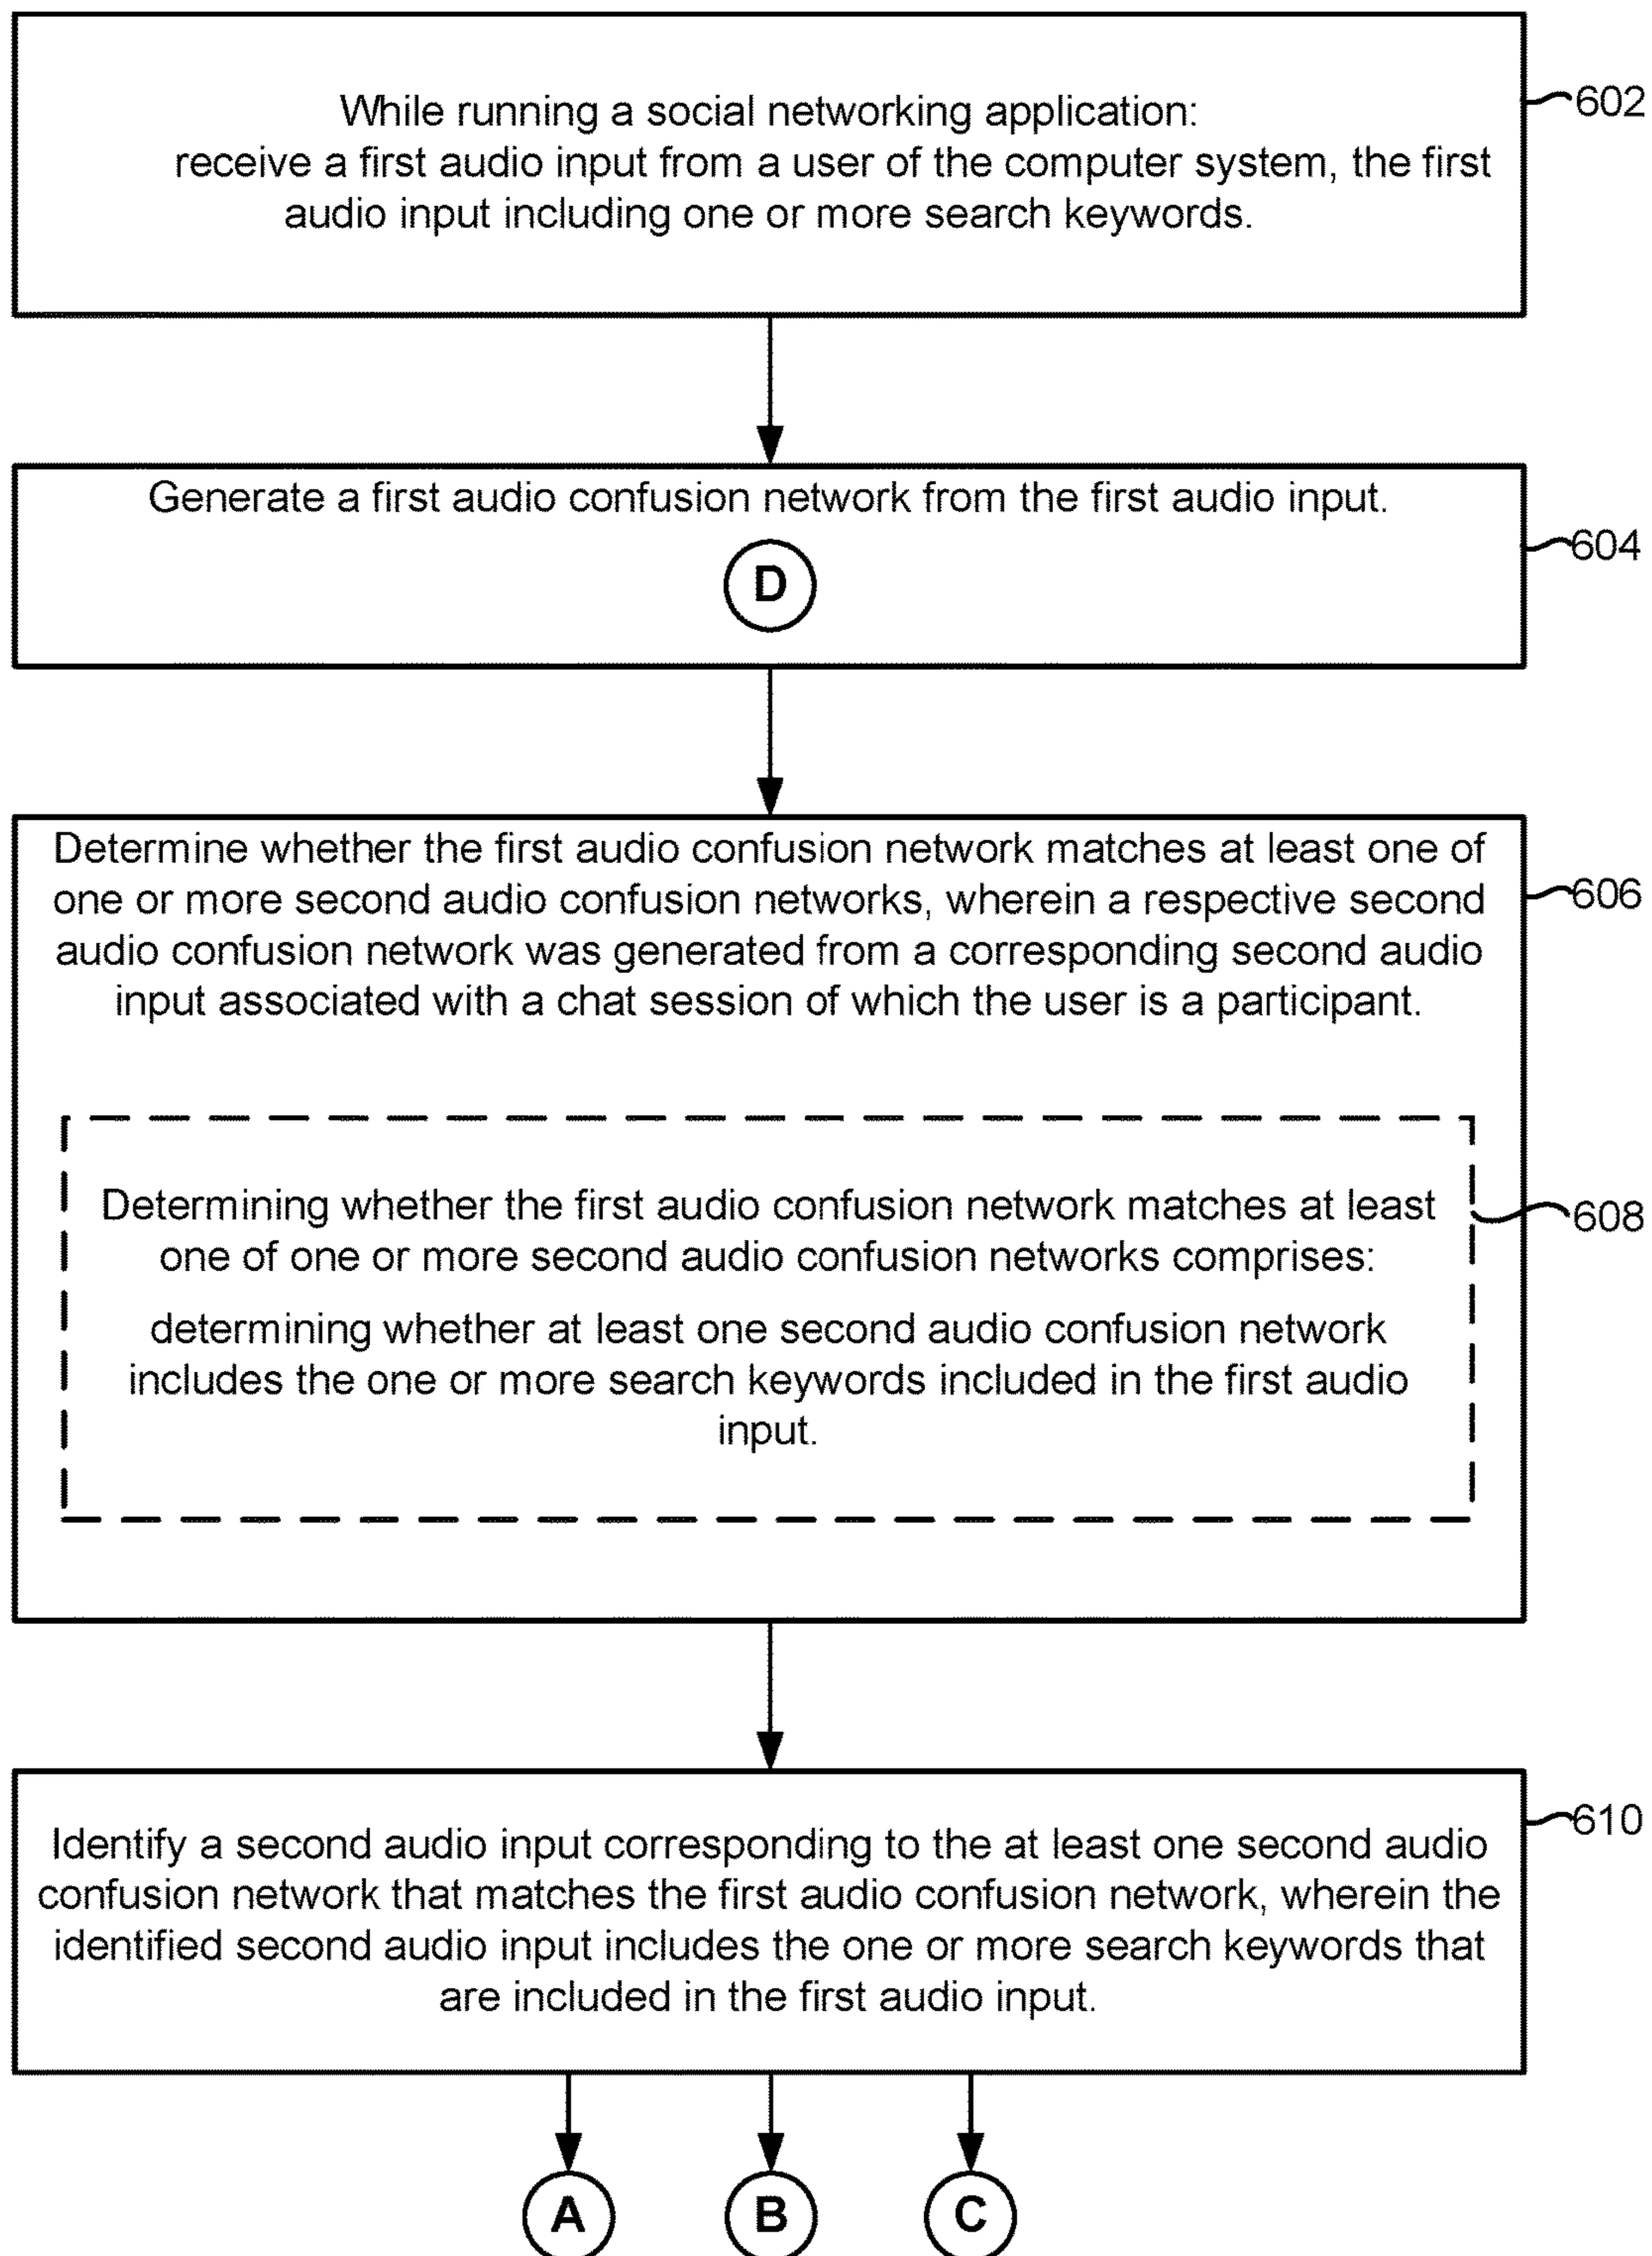 While running a social networking application:
receive a first audio input from a user of the computer system, the first
audio input including one or more search keywords.
602
Generate a first audio confusion network from the first audio input.
D
604
Determine whether the first audio confusion network matches at least one of
one or more second audio confusion networks, wherein a respective second
audio confusion network was generated from a corresponding second audio
input associated with a chat session of which the user is a participant.
606
Determining whether the first audio confusion network matches at least
one of one or more second audio confusion networks comprises:
determining whether at least one second audio confusion network
includes the one or more search keywords included in the first audio
input.
608
Identify a second audio input corresponding to the at least one second audio
confusion network that matches the first audio confusion network, wherein the
identified second audio input includes the one or more search keywords that
are included in the first audio input.
610
A
B
C